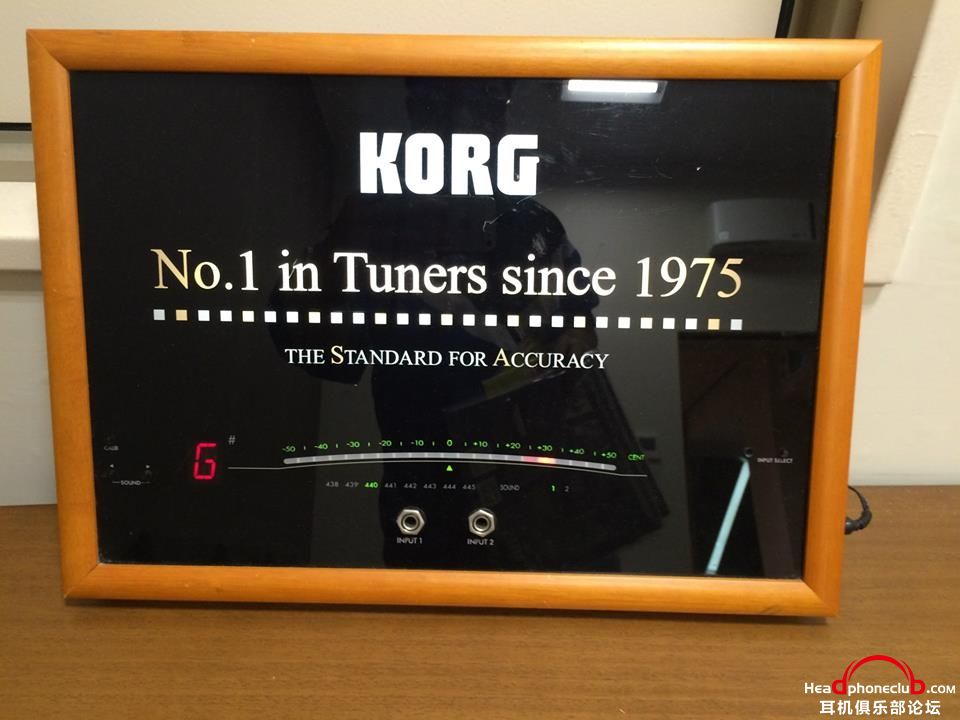 KORG
No.1 in Tuners since 1975
THE STANDARD FOR ACCURACY
CALIB
SOUND
G #
-50 -40 -30 -20 -10 0 +10 +20 +30 +40 +50 CENT
438 439 440 441 442 443 444 445 SOUND 1 2
INPUT SELECT
INPUT 1 INPUT 2
Headphoneclub.com
耳机俱乐部论坛